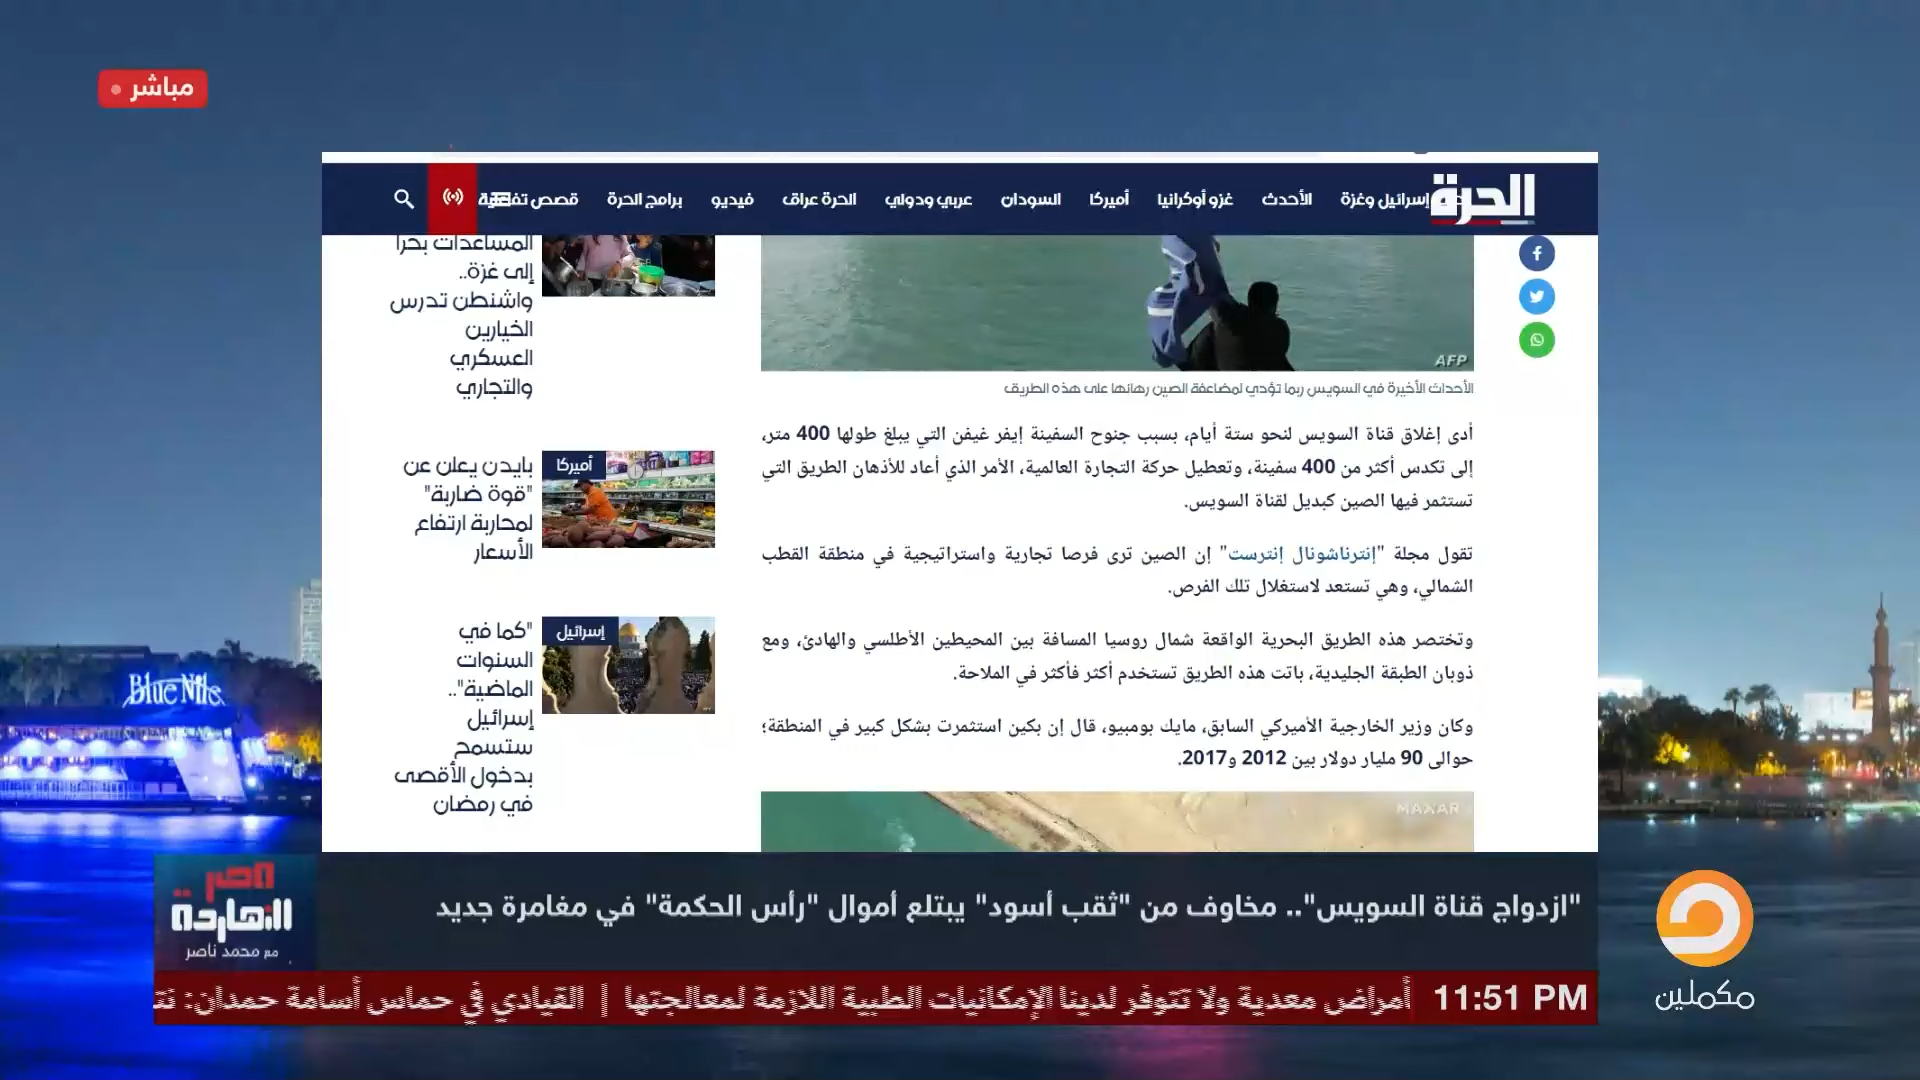 مباشر
الحرة
إسرائيل وغزة
الأحدث
غزو أوكرانيا
أميركا
السودان
عربي ودولي
الحرة عراق
فيديو
برامج الحرة
قصص
AFP
الأحداث الأخيرة في السويس ربما تؤدي لمضاعفة الصين رهانها على هذه الطريق
أدى إغلاق قناة السويس لنحو ستة أيام، بسبب جنوح السفينة إيفر غيفن التي يبلغ طولها 400 متر،
إلى تكدس أكثر من 400 سفينة، وتعطيل حركة التجارة العالمية، الأمر الذي أعاد للأذهان الطريق التي
تستثمر فيها الصين كبديل لقناة السويس.
تقول مجلة "إنترناشونال إنترست" إن الصين ترى فرصا تجارية واستراتيجية في منطقة القطب
الشمالي، وهي تستعد لاستغلال تلك الفرص.
وتختصر هذه الطريق البحرية الواقعة شمال روسيا المسافة بين المحيطين الأطلسي والهادئ، ومع
ذوبان الطبقة الجليدية، باتت هذه الطريق تستخدم أكثر فأكثر في الملاحة.
وكان وزير الخارجية الأميركي السابق، مايك بومبيو، قال إن بكين استثمرت بشكل كبير في المنطقة؛
حوالى 90 مليار دولار بين 2012 و2017.
MAXAR
المساعدات بحرا
إلى غزة..
واشنطن تدرس
الخيارين
العسكري
والتجاري
أميركا
بايدن يعلن عن
"قوة ضاربة"
لمحاربة ارتفاع
الأسعار
إسرائيل
"كما في
السنوات
الماضية"..
إسرائيل
ستسمح
بدخول الأقصى
في رمضان
Blue Nile
"ازدواج قناة السويس".. مخاوف من "ثقب أسود" يبتلع أموال "رأس الحكمة" في مغامرة جديد
مصر
النهاردة
مع محمد ناصر
11:51 PM
أمراض معدية ولا تتوفر لدينا الإمكانيات الطبية اللازمة لمعالجتها | القيادي في حماس أسامة حمدان:
مكملين